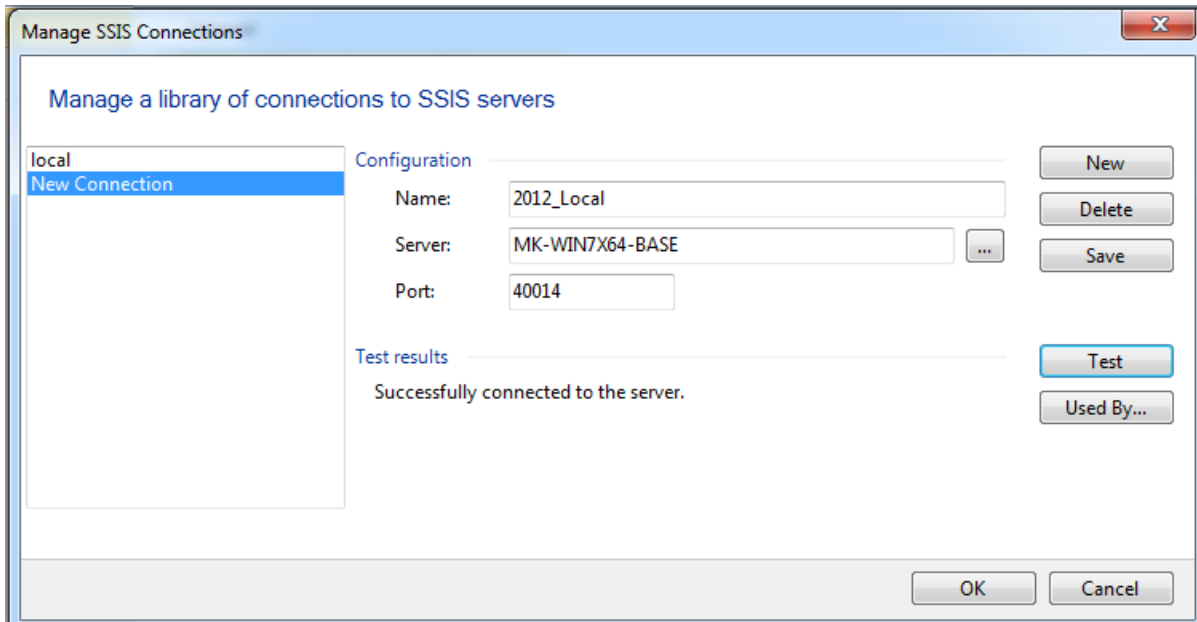 Manage SSIS Connections
X
Manage a library of connections to SSIS servers
local
New Connection
Configuration
Name: 2012_Local
Server: MK-WIN7X64-BASE ...
Port: 40014
New
Delete
Save
Test results
Successfully connected to the server.
Test
Used By...
OK Cancel